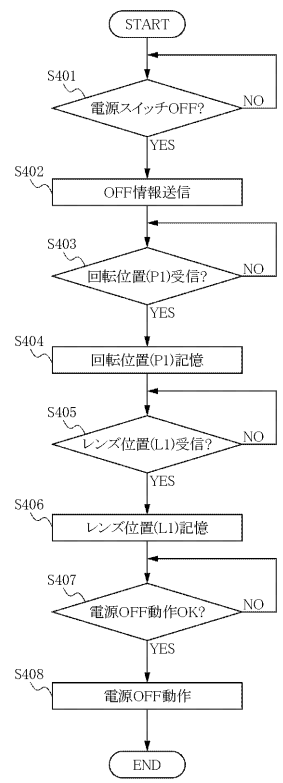 START
S401
電源スイッチOFF?
NO
YES
S402
OFF情報送信
S403
回転位置(P1)受信?
NO
YES
S404
回転位置(P1)記憶
S405
レンズ位置(L1)受信?
NO
YES
S406
レンズ位置(L1)記憶
S407
電源OFF動作OK?
NO
YES
S408
電源OFF動作
END